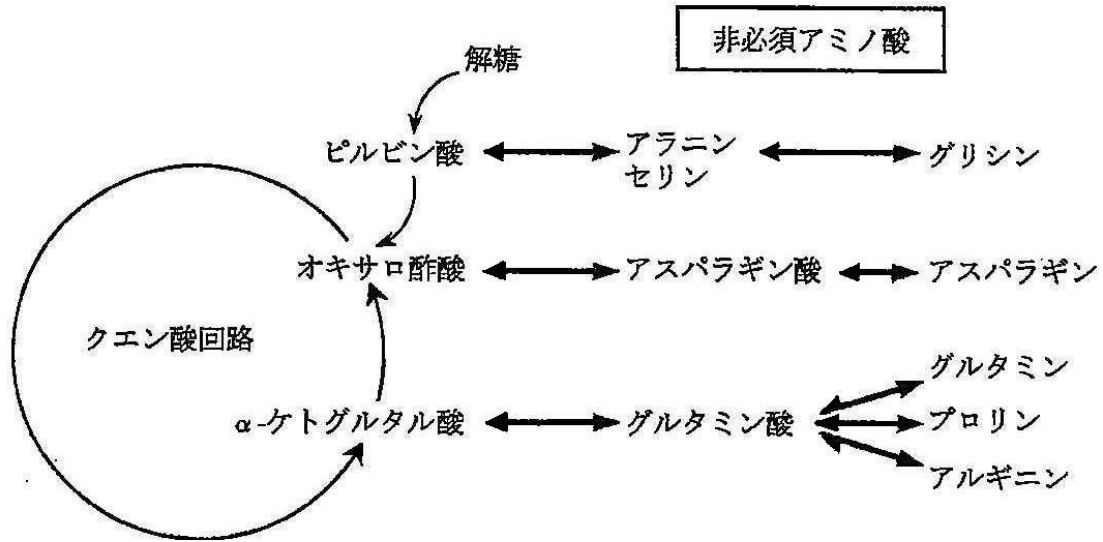 非必須アミノ酸
解糖
ピルビン酸
アラニン
セリン
グリシン
オキサロ酢酸
アスパラギン酸
アスパラギン
クエン酸回路
グルタミン
α-ケトグルタル酸
グルタミン酸
プロリン
アルギニン